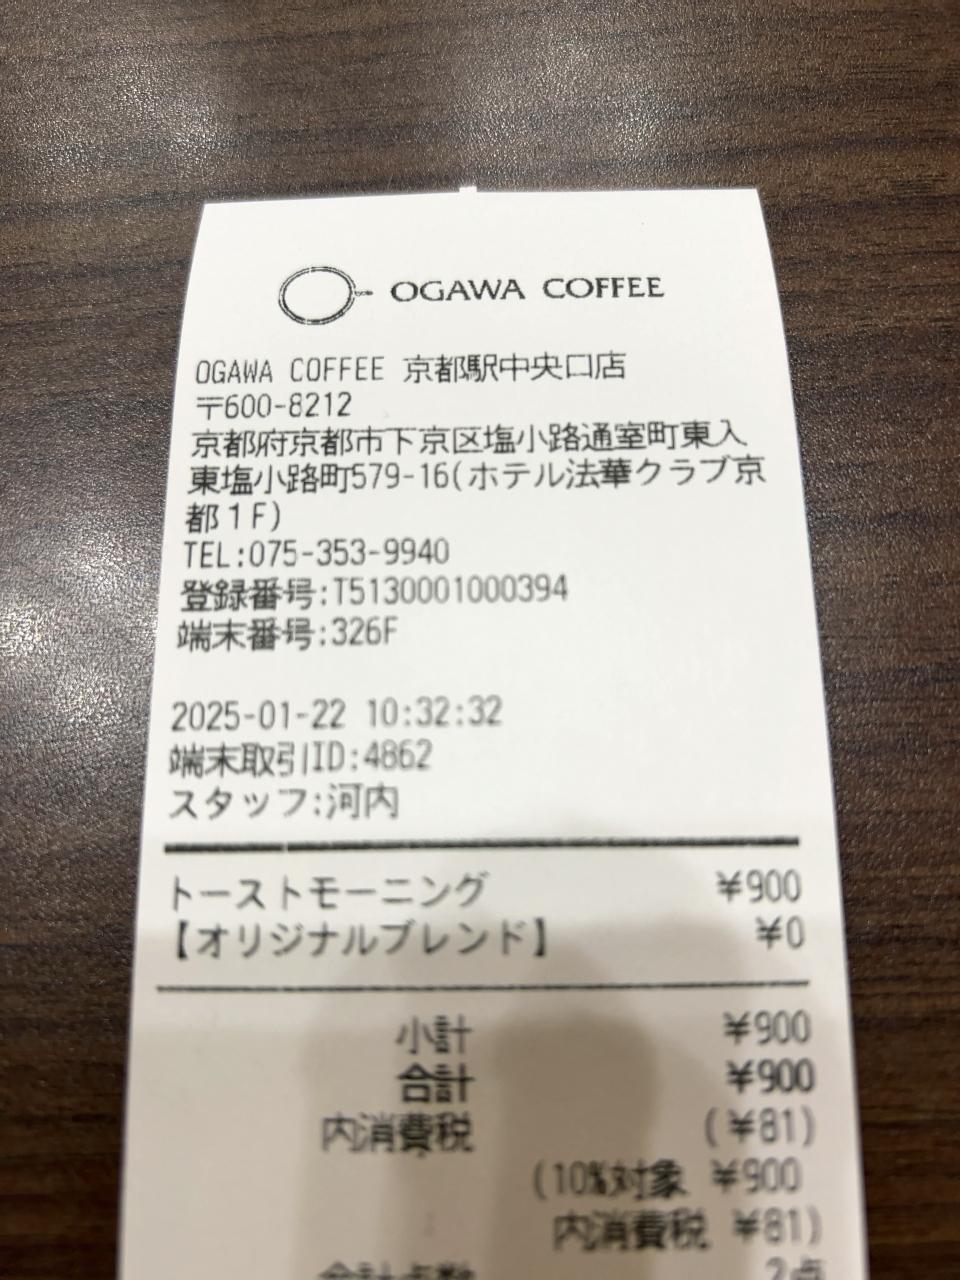 OGAWA COFFEE
OGAWA COFFEE 京都駅中央口店
〒600-8212
京都府京都市下京区塩小路通室町東入
東塩小路町579-16(ホテル法華クラブ京
都１F)
TEL:075-353-9940
登録番号:T5130001000394
端末番号:326F
2025-01-22 10:32:32
端末取引ID:4862
スタッフ:河内
トーストモーニング ¥900
【オリジナルブレンド】 ¥0
小計 ¥900
合計 ¥900
内消費税 (¥81)
(10%対象 ¥900
内消費税 ¥81)
合計点数 2点